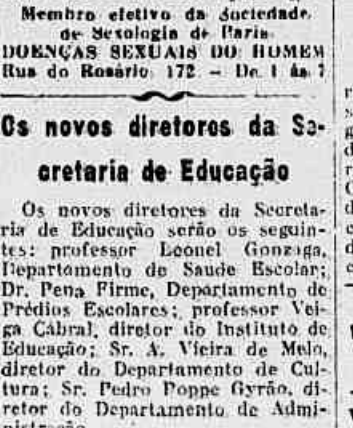 Membro efetivo da Sociedade
de Sexologia de Paris
DOENÇAS SEXUAIS DO HOMEM
Rua do Rosário, 172 — De 1 ás 7
Os novos diretores da Se-
cretaria de Educação
Os novos diretores da Secreta-
ria de Educação serão os seguin-
tes: professor Leonel Gonzaga,
Departamento de Saude Escolar;
Dr. Pena Firme, Departamento de
Prédios Escolares; professor Vei-
ga Cabral, diretor do Instituto de
Educação; Sr. A. Vieira de Melo,
diretor do Departamento de Cul-
tura; Sr. Pedro Poppe Gyrão, di-
retor do Departamento de Admi-
nistração